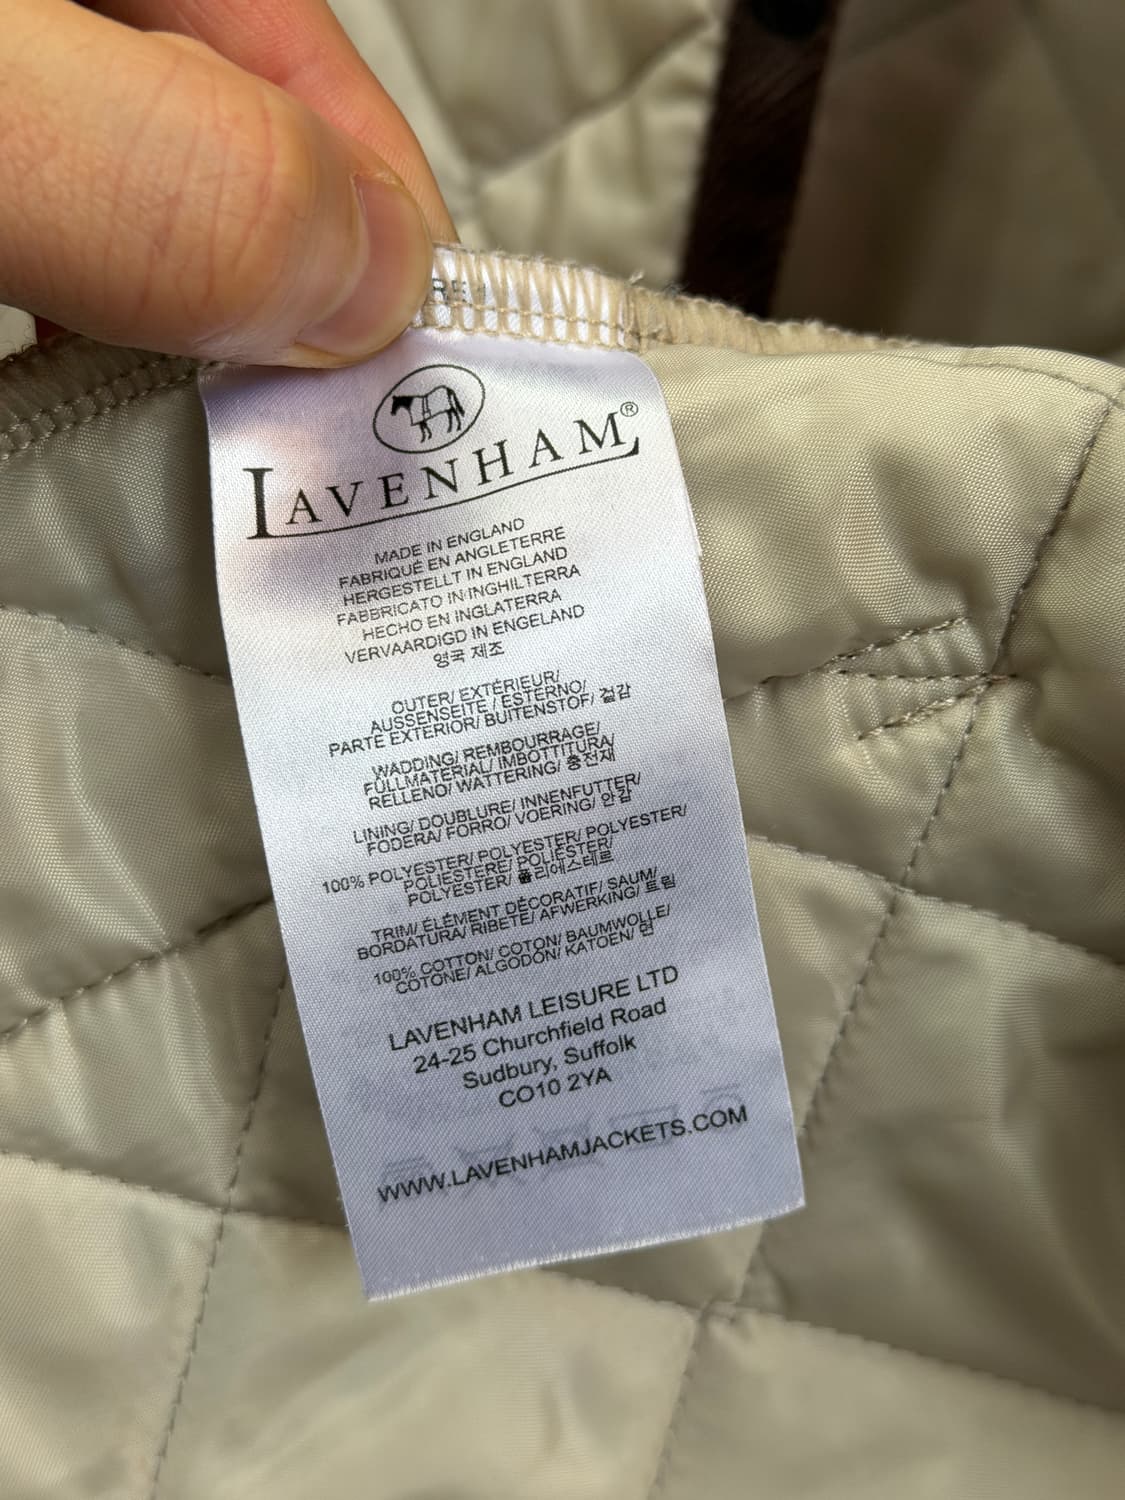 LAVENHAM®
MADE IN ENGLAND
FABRIQUÉ EN ANGLETERRE
HERGESTELLT IN ENGLAND
FABBRICATO IN INGHILTERRA
HECHO EN INGLATERRA
VERVAARDIGD IN ENGELAND
영국 제조
OUTER/ EXTÉRIEUR/
AUSSENSEITE / ESTERNO/
PARTE EXTERIOR/ BUITENSTOF/ 겉감
WADDING/ REMBOURRAGE/
FÜLLMATERIAL/ IMBOTTITURA/
RELLENO/ WATTERING/ 충전재
LINING/ DOUBLURE/ INNENFUTTER/
FODERA/ FORRO/ VOERING/ 안감
100% POLYESTER/ POLYESTER/ POLYESTER/
POLIESTERE/ POLIÉSTER/
POLYESTER/ 폴리에스테르
TRIM/ ÉLÉMENT DÉCORATIF/ SAUM/
BORDATURA/ RIBETE/ AFWERKING/ 트림
100% COTTON/ COTON/ BAUMWOLLE/
COTONE/ ALGODÓN/ KATOEN/ 면
LAVENHAM LEISURE LTD
24-25 Churchfield Road
Sudbury, Suffolk
CO10 2YA
WWW.LAVENHAMJACKETS.COM